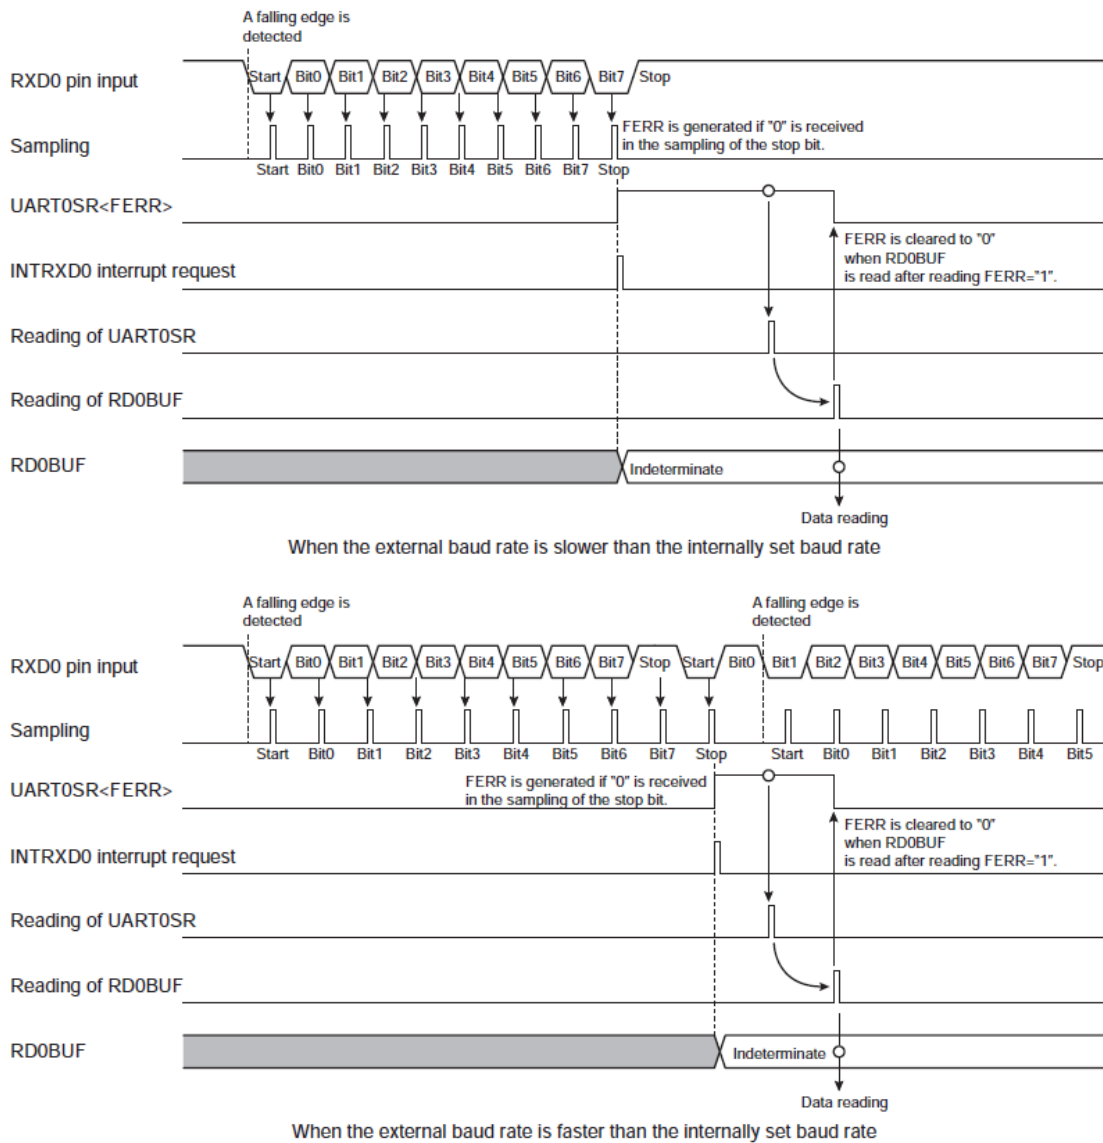 A falling edge is
detected
RXD0 pin input
Start Bit0 Bit1 Bit2 Bit3 Bit4 Bit5 Bit6 Bit7 Stop
FERR is generated if "0" is received
in the sampling of the stop bit.
Sampling
Start Bit0 Bit1 Bit2 Bit3 Bit4 Bit5 Bit6 Bit7 Stop
UART0SR<FERR>
FERR is cleared to "0"
when RD0BUF
is read after reading FERR="1".
INTRXD0 interrupt request
Reading of UART0SR
Reading of RD0BUF
RD0BUF
Indeterminate
Data reading
When the external baud rate is slower than the internally set baud rate
A falling edge is
detected
A falling edge is
detected
RXD0 pin input
Start Bit0 Bit1 Bit2 Bit3 Bit4 Bit5 Bit6 Bit7 Stop Start Bit0 Bit1 Bit2 Bit3 Bit4 Bit5 Bit6 Bit7 Stop
Sampling
Start Bit0 Bit1 Bit2 Bit3 Bit4 Bit5 Bit6 Bit7 Stop Start Bit0 Bit1 Bit2 Bit3 Bit4 Bit5
FERR is generated if "0" is received
in the sampling of the stop bit.
UART0SR<FERR>
FERR is cleared to "0"
when RD0BUF
is read after reading FERR="1".
INTRXD0 interrupt request
Reading of UART0SR
Reading of RD0BUF
RD0BUF
Indeterminate
Data reading
When the external baud rate is faster than the internally set baud rate